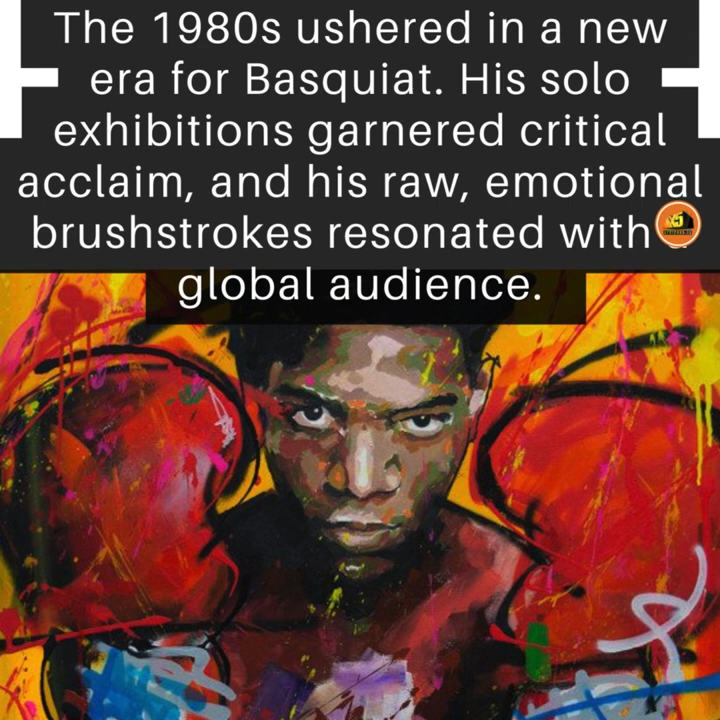 The 1980s ushered in a new
era for Basquiat. His solo
exhibitions garnered critical
acclaim, and his raw, emotional
brushstrokes resonated with
global audience.